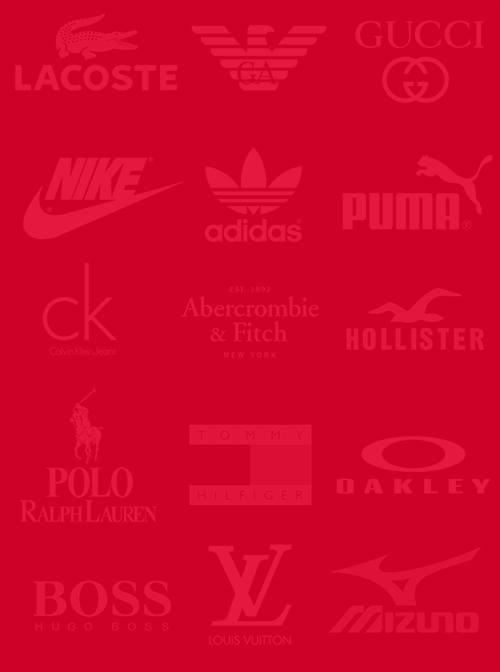 LACOSTE
GA
GUCCI
NIKE
adidas
PUMA
ck
Calvin Klein Jeans
EST. 1892
Abercrombie
& Fitch
NEW YORK
HOLLISTER
POLO
RALPH LAUREN
TOMMY
HILFIGER
OAKLEY
BOSS
HUGO BOSS
LV
LOUIS VUITTON
MIZUNO